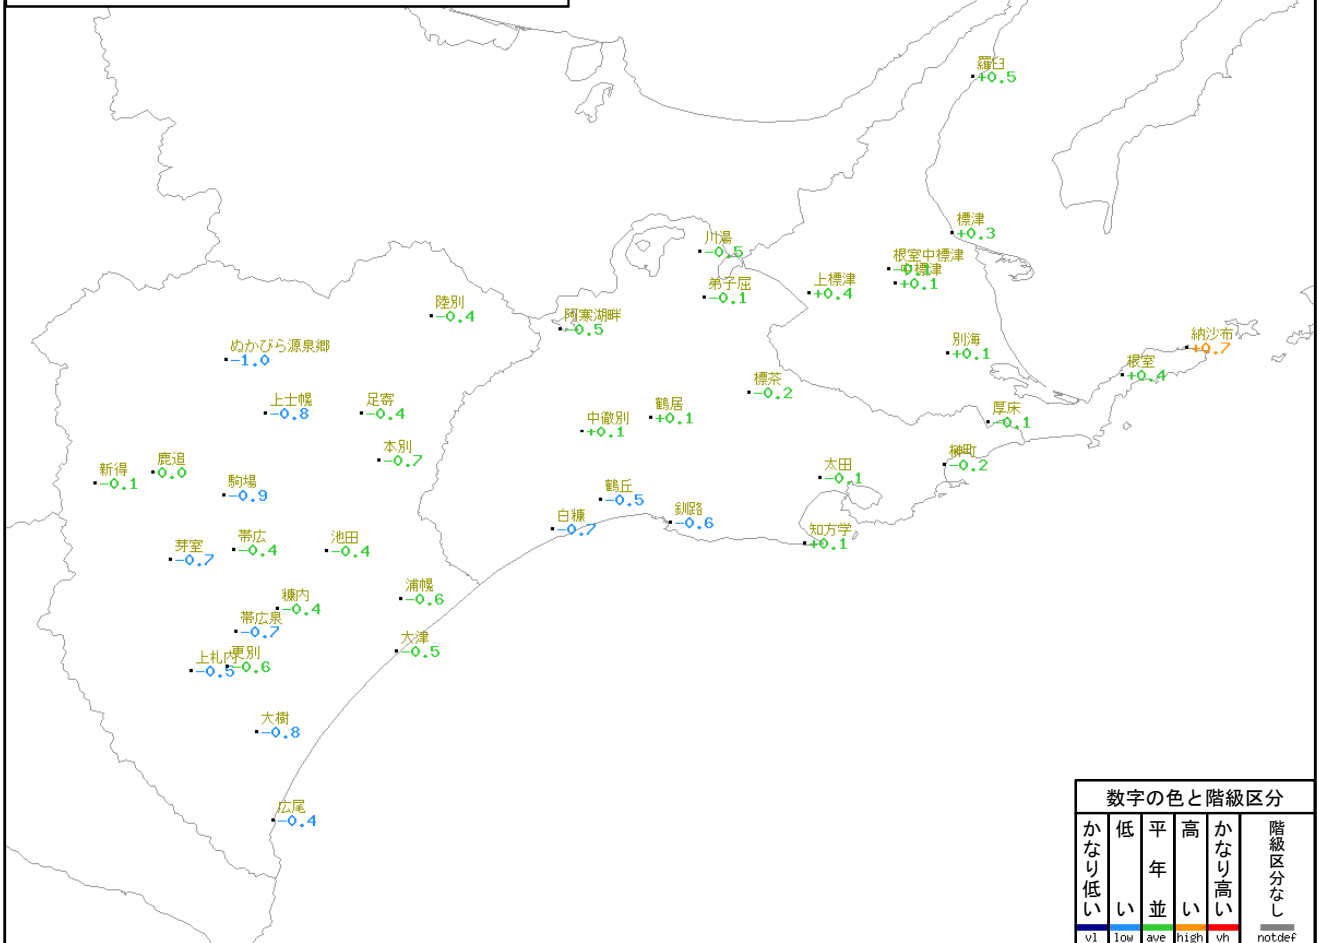 羅臼
+0.5
標津
+0.3
川湯
-0.5
根室中標津
中標津
+0.1
弟子屈
-0.1
上標津
+0.4
陸別
-0.4
阿寒湖畔
-0.5
ぬかびら源泉郷
-1.0
別海
+0.1
納沙布
+0.7
根室
+0.4
標茶
-0.2
上士幌
-0.8
足寄
-0.4
鶴居
+0.1
中徹別
+0.1
厚床
-0.1
本別
-0.7
榊町
-0.2
新得
-0.1
鹿追
0.0
太田
-0.1
駒場
-0.9
鶴丘
-0.5
白糠
-0.7
釧路
-0.6
知方学
+0.1
芽室
-0.7
帯広
-0.4
池田
-0.4
糠内
-0.4
浦幌
-0.6
帯広泉
-0.7
大津
-0.5
上札内
-0.5
更別
-0.6
大樹
-0.8
広尾
-0.4
数字の色と階級区分
かなり低い
低い
平年並
高い
かなり高い
階級区分なし
vl low ave high vh notdef